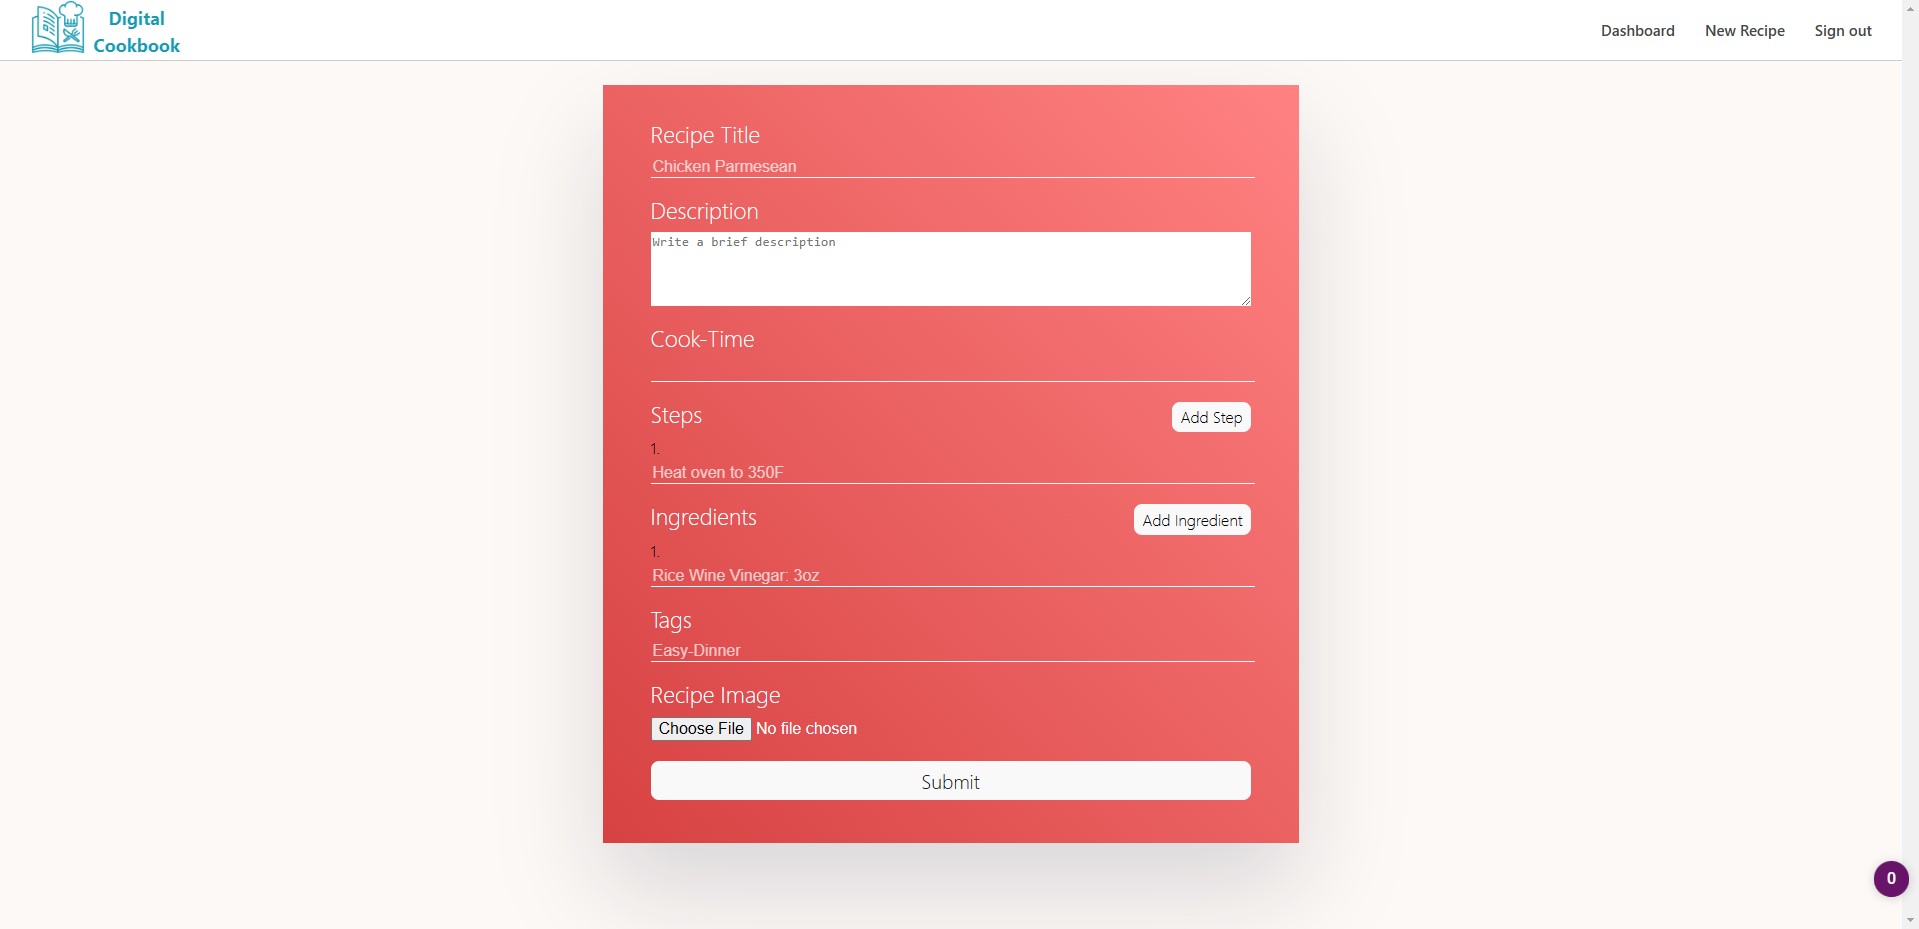 Digital
Cookbook
Dashboard New Recipe Sign out
Recipe Title
Chicken Parmesean
Description
Write a brief description
Cook-Time
Steps Add Step
1.
Heat oven to 350F
Ingredients Add Ingredient
1.
Rice Wine Vinegar: 3oz
Tags
Easy-Dinner
Recipe Image
Choose File No file chosen
Submit
0